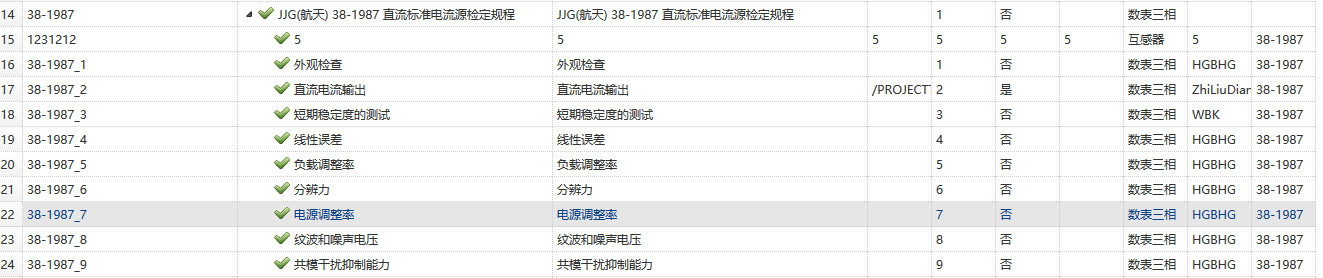 14 38-1987 JJG(航天) 38-1987 直流标准电流源检定规程 JJG(航天) 38-1987 直流标准电流源检定规程 1 否 数表三相
15 1231212 5 5 5 5 5 5 互感器 5 38-1987
16 38-1987_1 外观检查 外观检查 1 否 数表三相 HGBHG 38-1987
17 38-1987_2 直流电流输出 直流电流输出 /PROJECT 2 是 数表三相 ZhiLiuDian 38-1987
18 38-1987_3 短期稳定度的测试 短期稳定度的测试 3 否 数表三相 WBK 38-1987
19 38-1987_4 线性误差 线性误差 4 否 数表三相 HGBHG 38-1987
20 38-1987_5 负载调整率 负载调整率 5 否 数表三相 HGBHG 38-1987
21 38-1987_6 分辨力 分辨力 6 否 数表三相 HGBHG 38-1987
22 38-1987_7 电源调整率 电源调整率 7 否 数表三相 HGBHG 38-1987
23 38-1987_8 纹波和噪声电压 纹波和噪声电压 8 否 数表三相 HGBHG 38-1987
24 38-1987_9 共模干扰抑制能力 共模干扰抑制能力 9 否 数表三相 HGBHG 38-1987